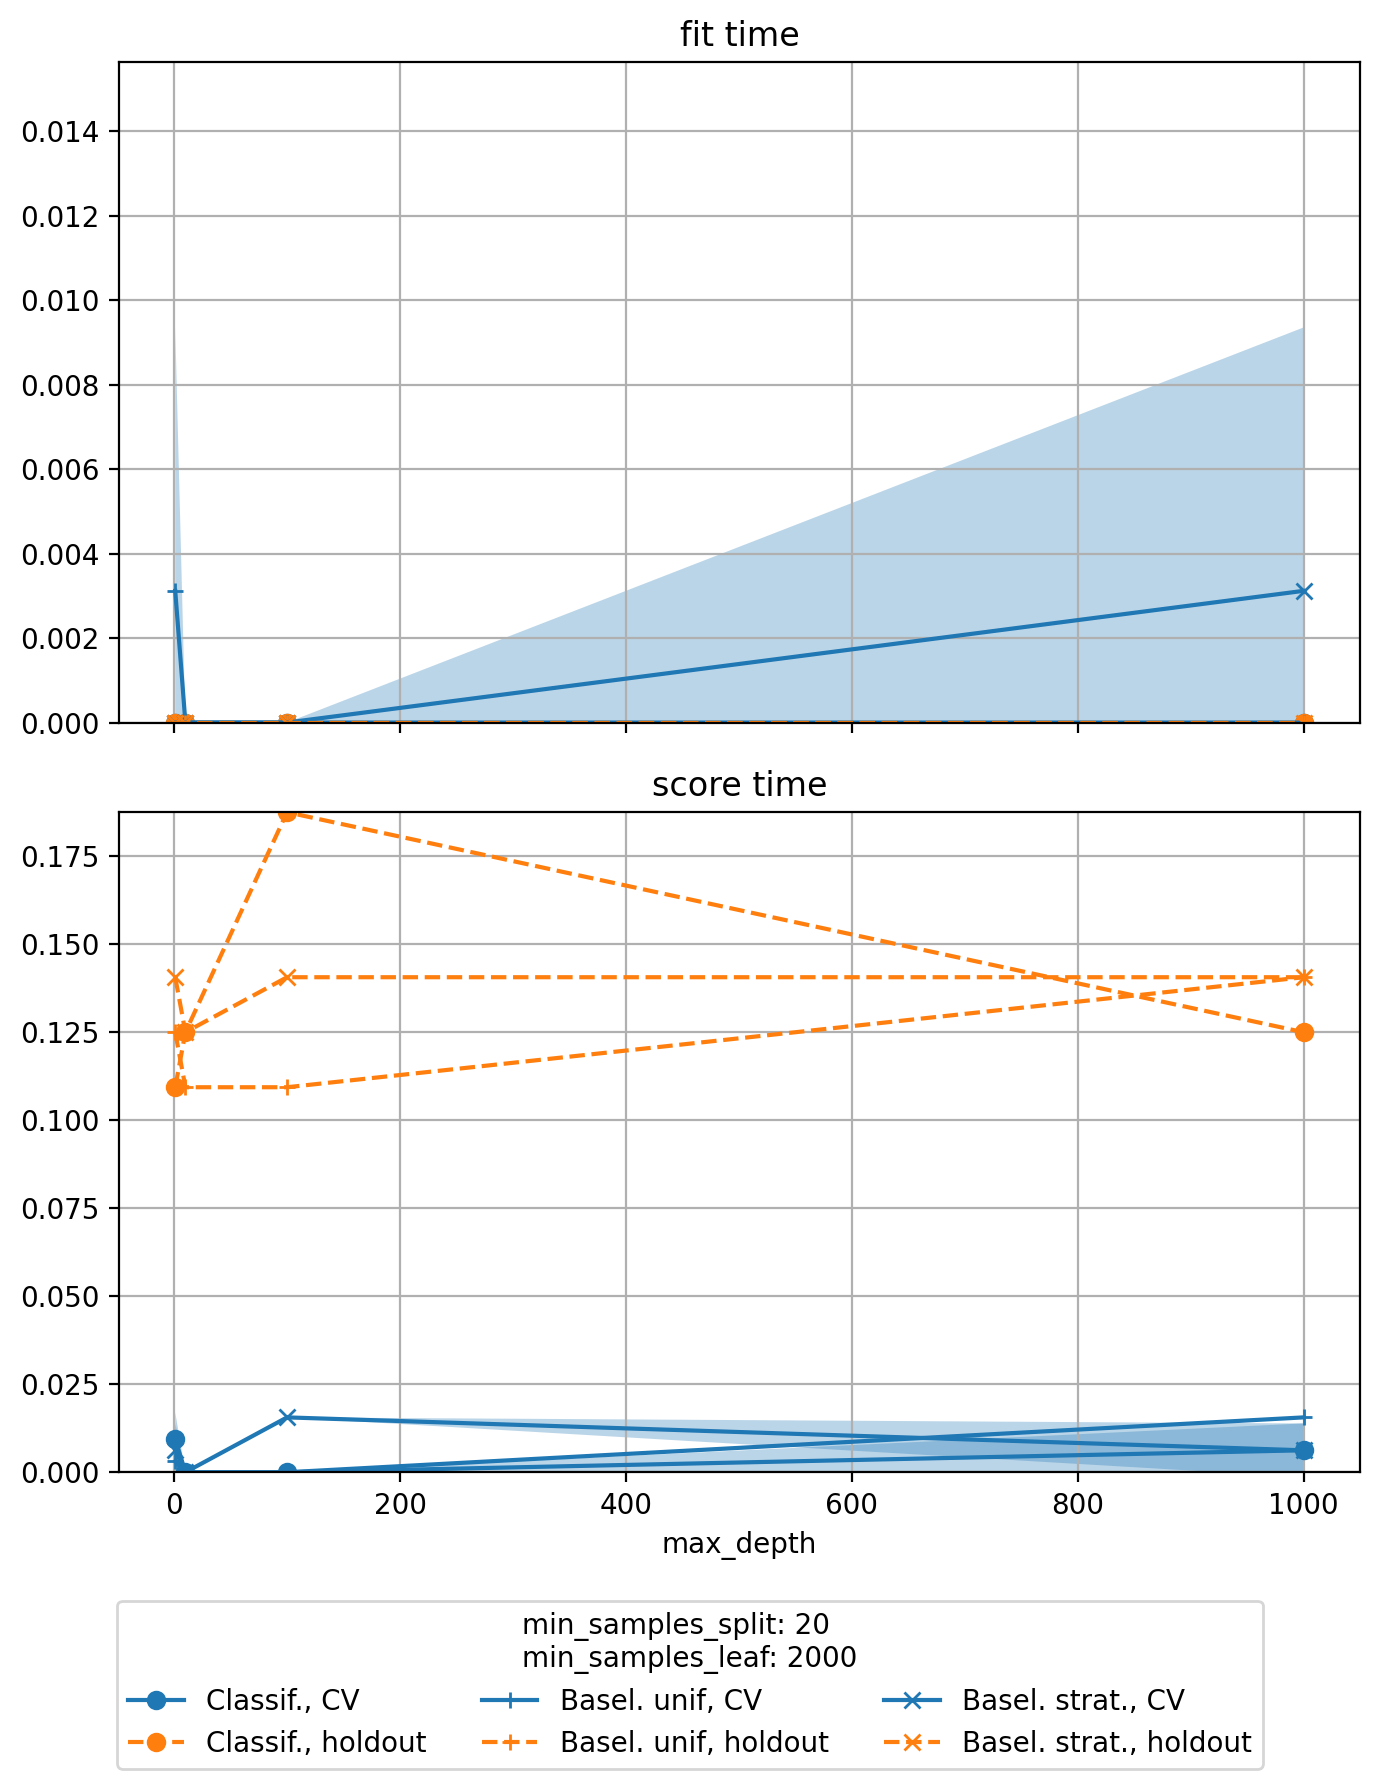 fit time
0.014
0.012
0.010
0.008
0.006
0.004
0.002
0.000
score time
0.175
0.150
0.125
0.100
0.075
0.050
0.025
0.000
0 200 400 600 800 1000
max_depth
min_samples_split: 20
min_samples_leaf: 2000
Classif., CV Basel. unif, CV Basel. strat., CV
Classif., holdout Basel. unif, holdout Basel. strat., holdout